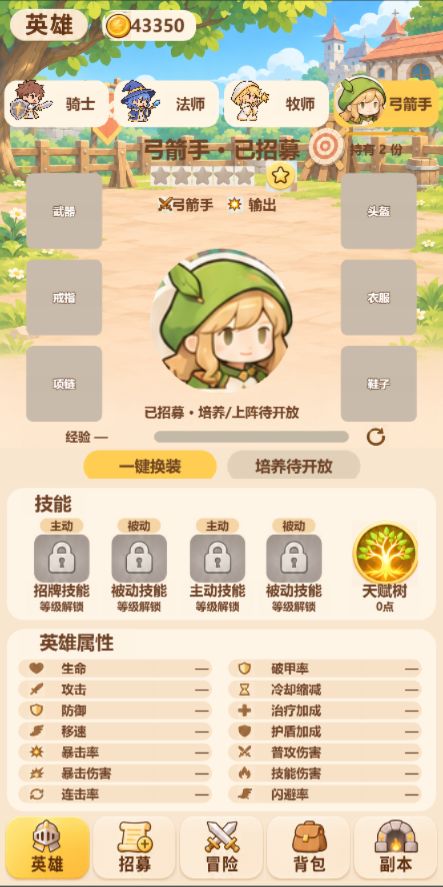 英雄 43350
骑士 法师 牧师 弓箭手
弓箭手·已招募 持有 2 份
弓箭手 输出
武器 头盔
戒指 衣服
项链 鞋子
已招募·培养/上阵待开放
经验 —
一键换装 培养待开放
技能
主动 被动 主动 被动
招牌技能 被动技能 主动技能 被动技能 天赋树
等级解锁 等级解锁 等级解锁 等级解锁 0点
英雄属性
生命 — 破甲率 —
攻击 — 冷却缩减 —
防御 — 治疗加成 —
移速 — 护盾加成 —
暴击率 — 普攻伤害 —
暴击伤害 — 技能伤害 —
连击率 — 闪避率 —
英雄 招募 冒险 背包 副本